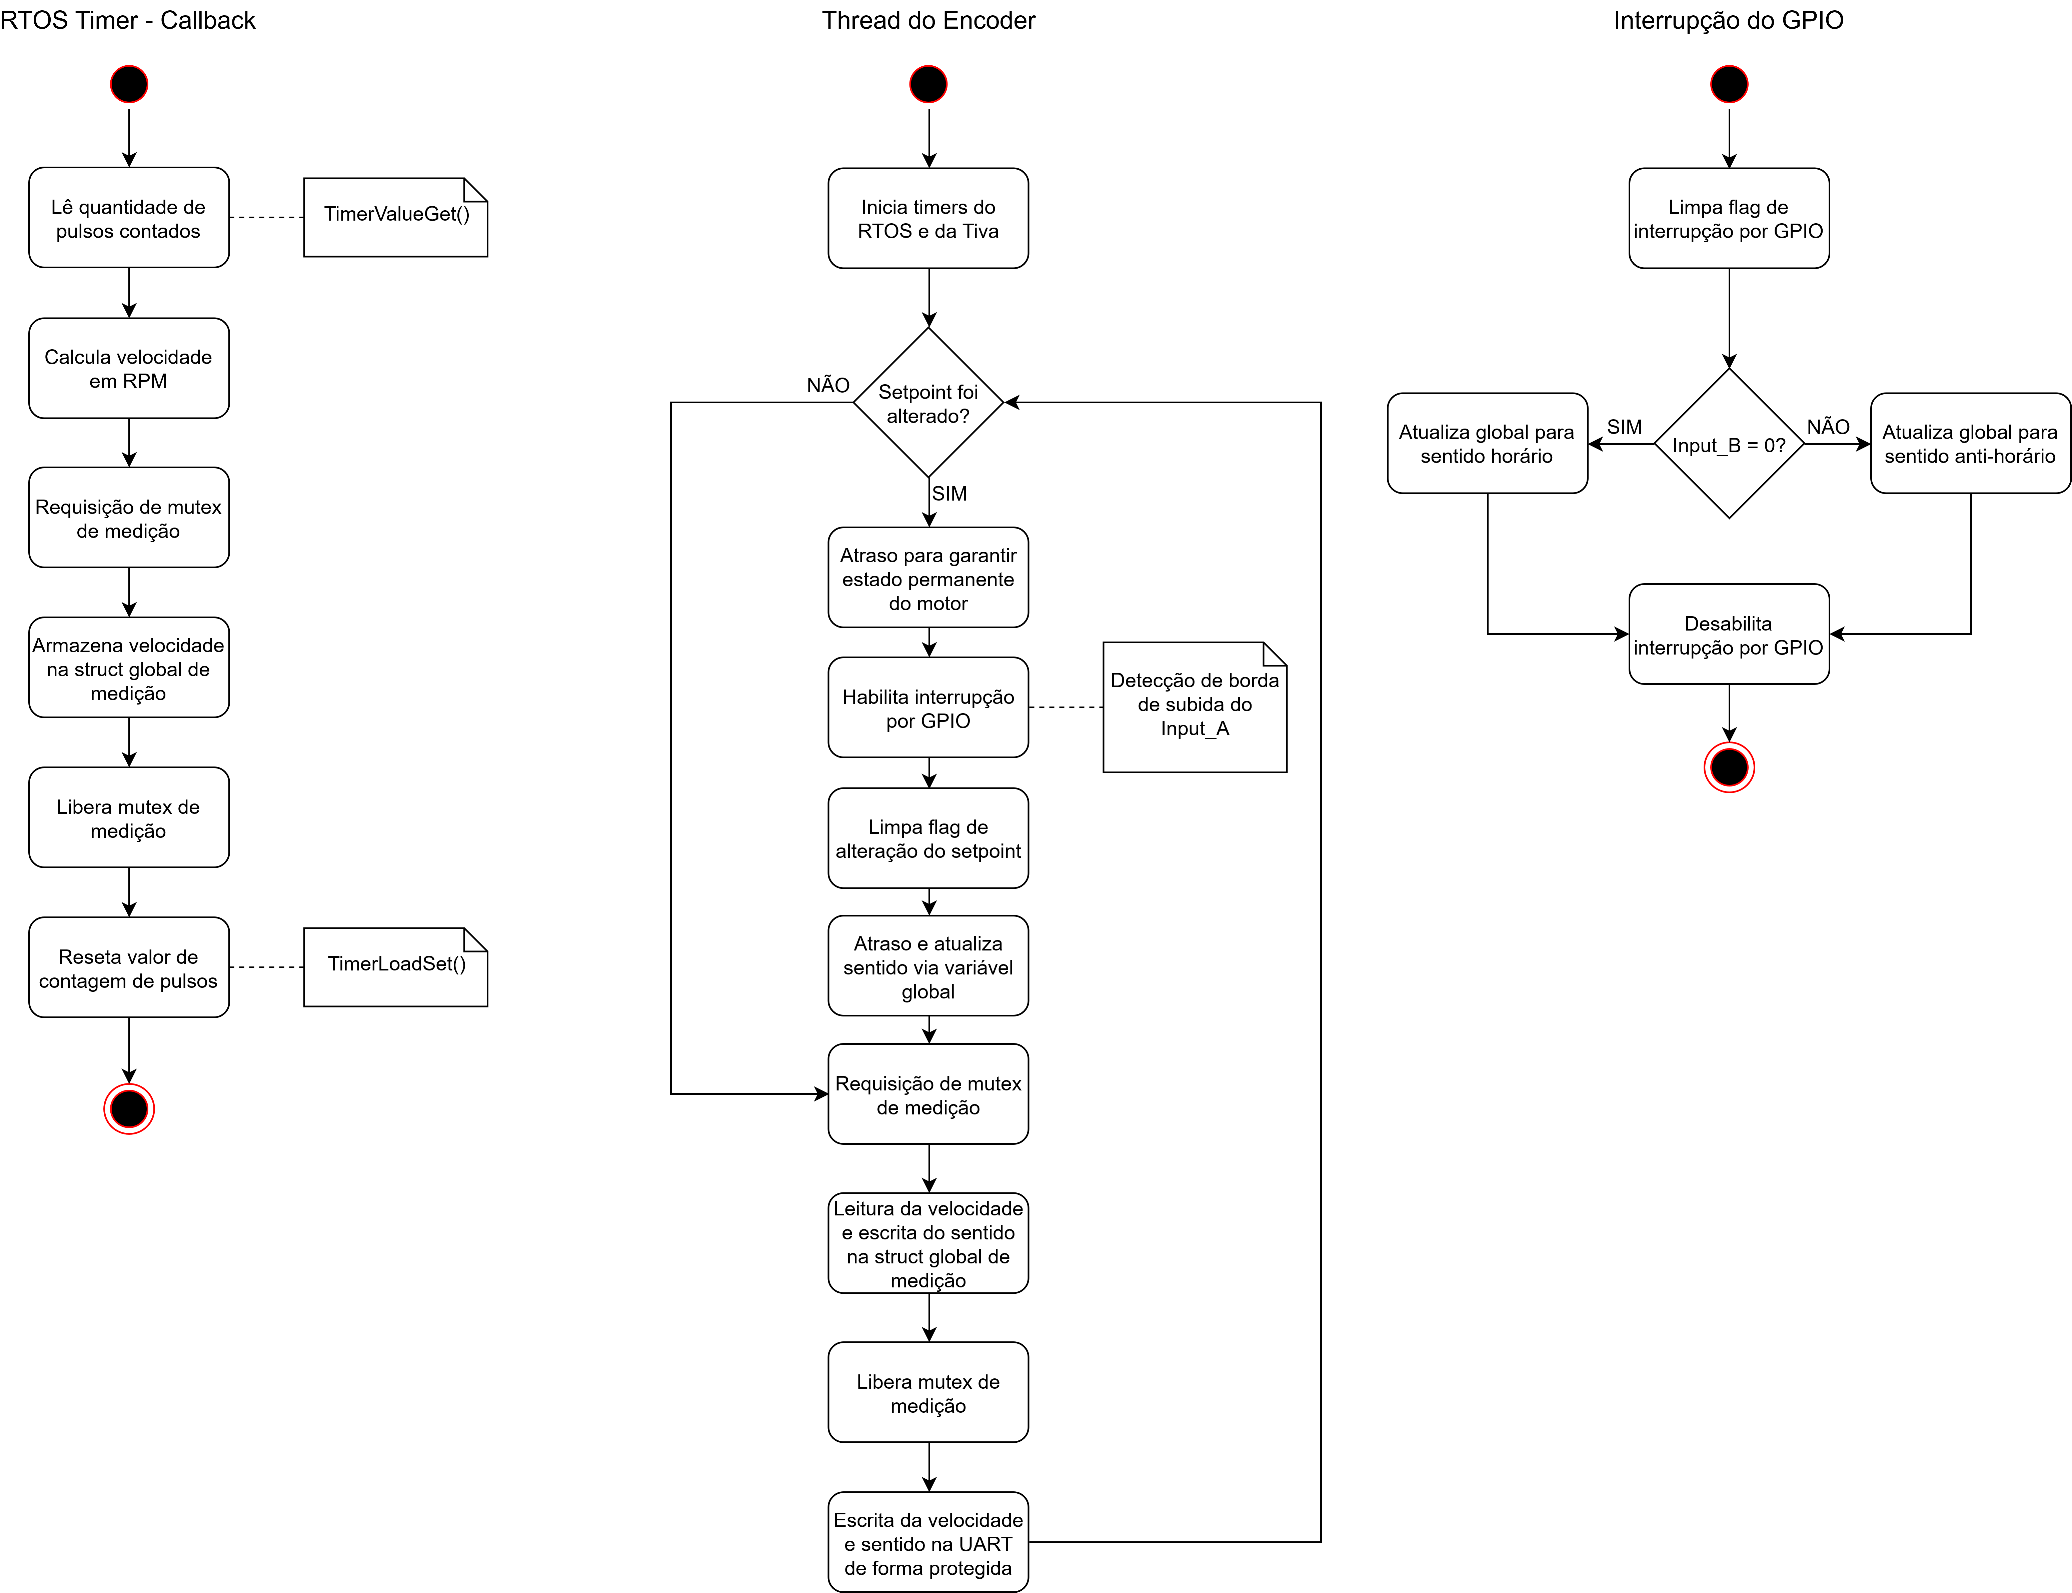 RTOS Timer - Callback
Lê quantidade de
pulsos contados
TimerValueGet()
Calcula velocidade
em RPM
Requisição de mutex
de medição
Armazena velocidade
na struct global de
medição
Libera mutex de
medição
Reseta valor de
contagem de pulsos
TimerLoadSet()
Thread do Encoder
Inicia timers do
RTOS e da Tiva
Setpoint foi
alterado?
NÃO
SIM
Atraso para garantir
estado permanente
do motor
Habilita interrupção
por GPIO
Detecção de borda
de subida do
Input_A
Limpa flag de
alteração do setpoint
Atraso e atualiza
sentido via variável
global
Requisição de mutex
de medição
Leitura da velocidade
e escrita do sentido
na struct global de
medição
Libera mutex de
medição
Escrita da velocidade
e sentido na UART
de forma protegida
Interrupção do GPIO
Limpa flag de
interrupção por GPIO
Input_B = 0?
SIM
NÃO
Atualiza global para
sentido horário
Atualiza global para
sentido anti-horário
Desabilita
interrupção por GPIO